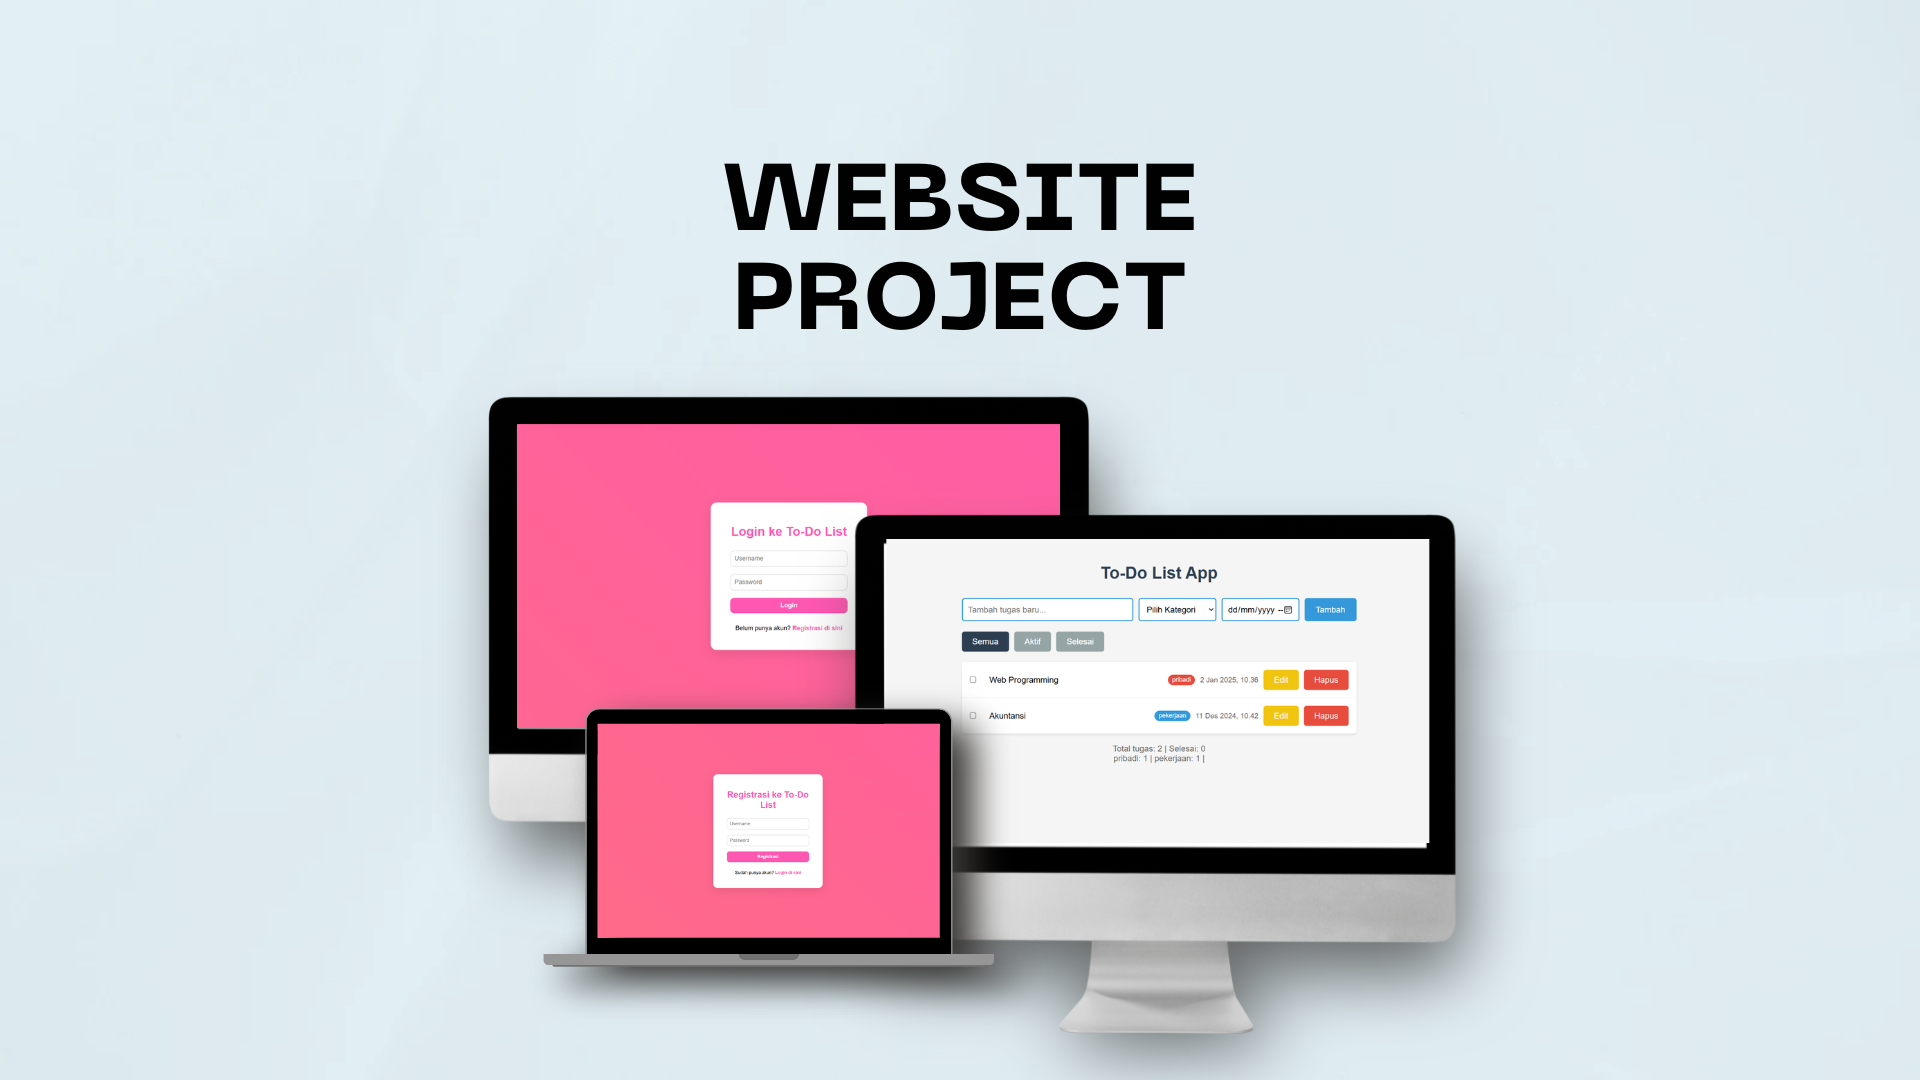 WEBSITE
PROJECT
Login ke To-Do List
Username
Password
Login
Belum punya akun? Registrasi di sini
To-Do List App
Tambah tugas baru...
Pilih Kategori
dd/mm/yyyy --
Tambah
Semua
Aktif
Selesai
Web Programming
pribadi
2 Jan 2025, 10.36
Edit
Hapus
Akuntansi
pekerjaan
11 Des 2024, 10.42
Edit
Hapus
Total tugas: 2 | Selesai: 0
pribadi: 1 | pekerjaan: 1 |
Registrasi ke To-Do
List
Username
Password
Registrasi
Sudah punya akun? Login di sini